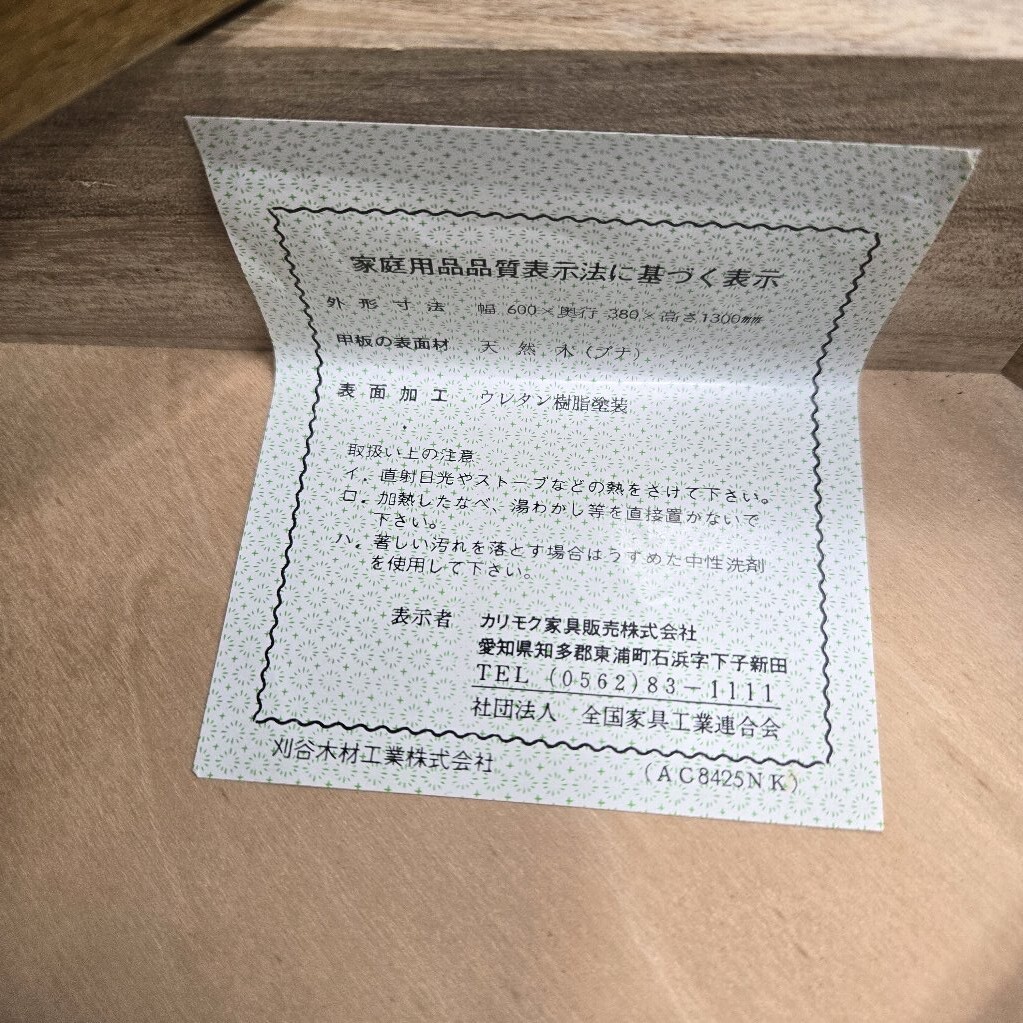 家庭用品品質表示法に基づく表示
外形寸法 幅 600×奥行 380×高さ1300㎜
甲板の表面材 天然木(ブナ)
表面加工 ウレタン樹脂塗装
取扱い上の注意
イ. 直射日光やストーブなどの熱をさけて下さい。
ロ. 加熱したなべ、湯わかし等を直接置かないで
下さい。
ハ. 著しい汚れを落とす場合はうすめた中性洗剤
を使用して下さい。
表示者 カリモク家具販売株式会社
愛知県知多郡東浦町石浜字下子新田
TEL (0562)83-1111
社団法人 全国家具工業連合会
刈谷木材工業株式会社 (AC8425NK)